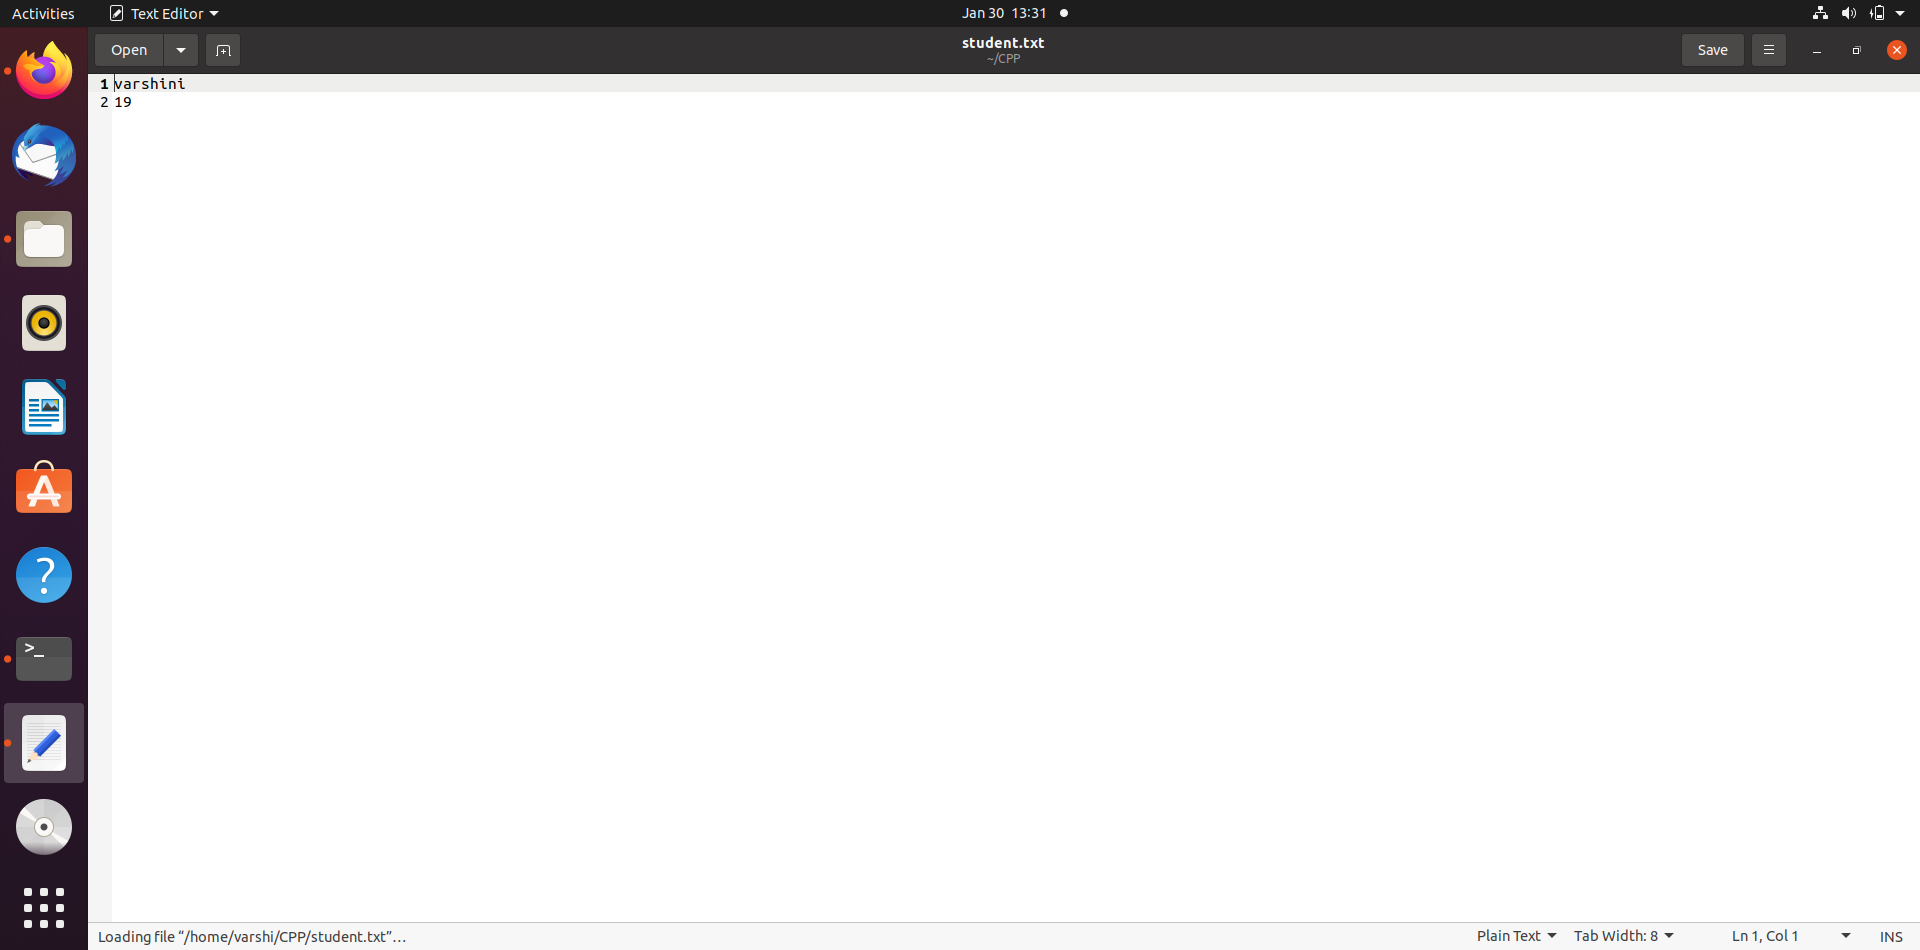 Activities
Text Editor
Jan 30 13:31
Open
student.txt
~/CPP
Save
1 varshini
2 19
Loading file “/home/varshi/CPP/student.txt”…
Plain Text
Tab Width: 8
Ln 1, Col 1
INS